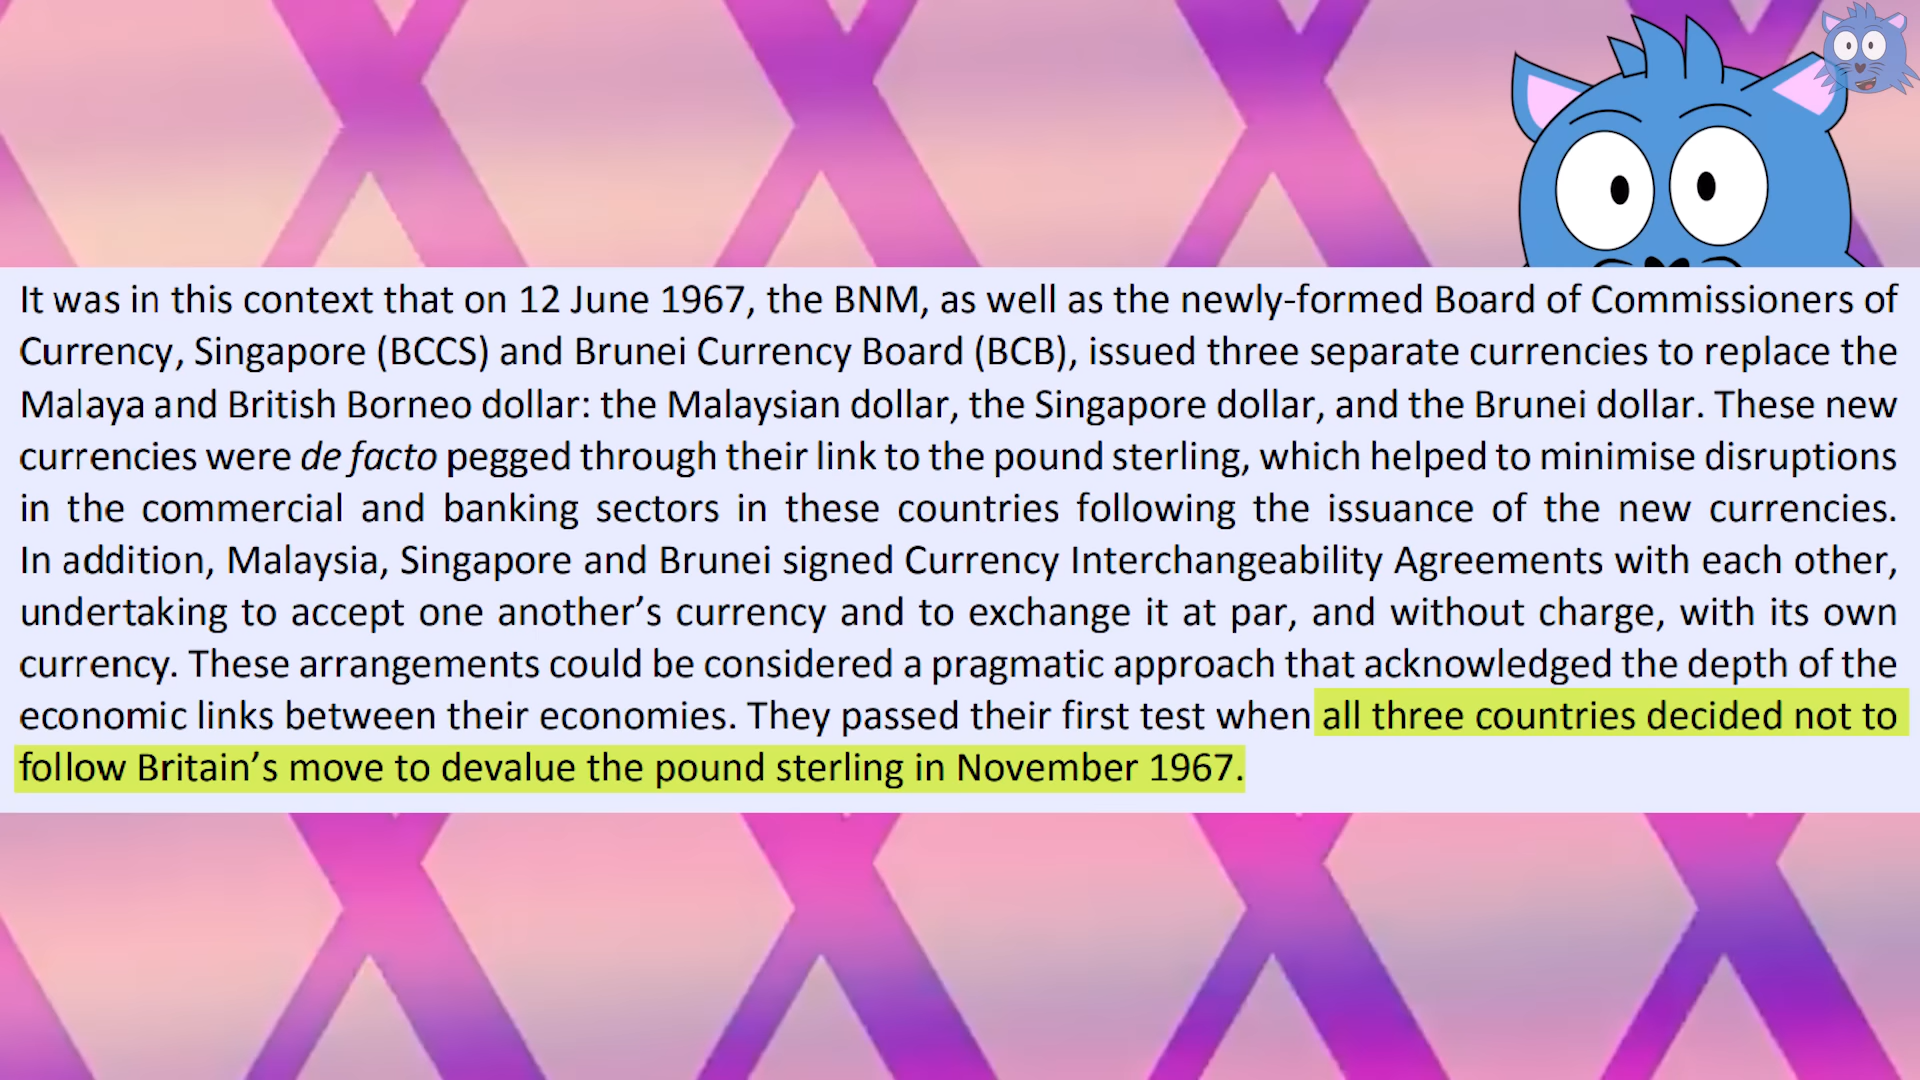 It was in this context that on 12 June 1967, the BNM, as well as the newly-formed Board of Commissioners of
Currency, Singapore (BCCS) and Brunei Currency Board (BCB), issued three separate currencies to replace the
Malaya and British Borneo dollar: the Malaysian dollar, the Singapore dollar, and the Brunei dollar. These new
currencies were de facto pegged through their link to the pound sterling, which helped to minimise disruptions
in the commercial and banking sectors in these countries following the issuance of the new currencies.
In addition, Malaysia, Singapore and Brunei signed Currency Interchangeability Agreements with each other,
undertaking to accept one another’s currency and to exchange it at par, and without charge, with its own
currency. These arrangements could be considered a pragmatic approach that acknowledged the depth of the
economic links between their economies. They passed their first test when all three countries decided not to
follow Britain’s move to devalue the pound sterling in November 1967.